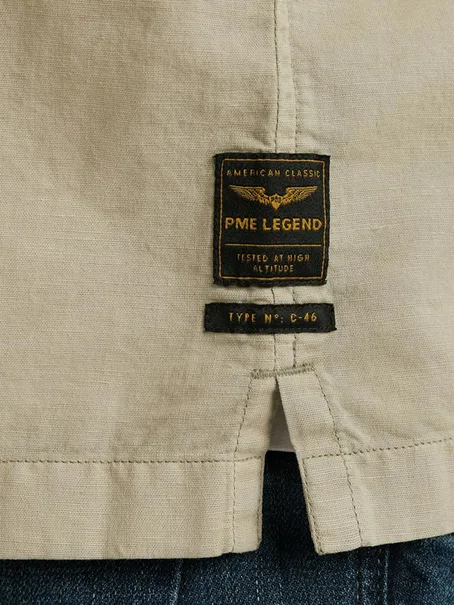 AMERICAN CLASSIC
PME LEGEND
TESTED AT HIGH
ALTITUDE
TYPE Nº: C-46